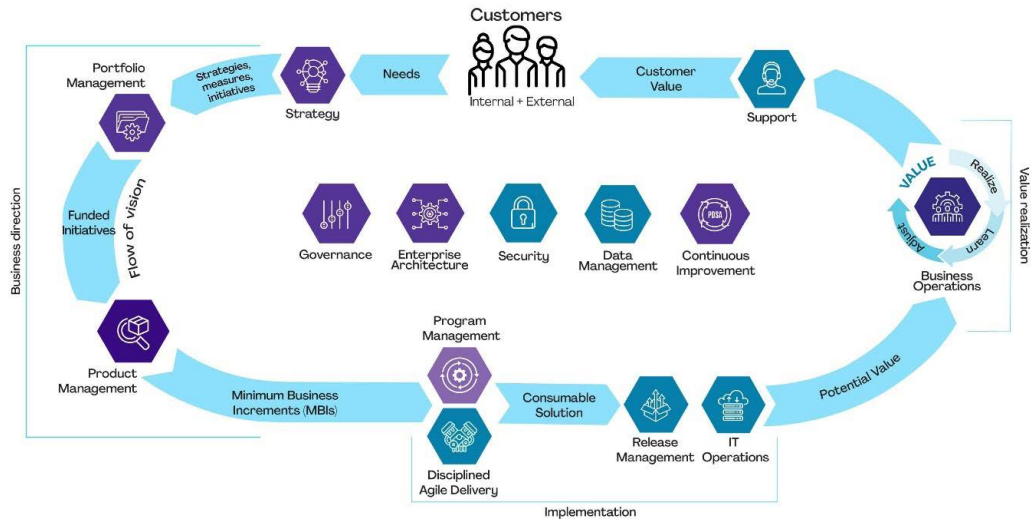 Customers
Internal + External
Portfolio
Management
Strategies,
measures,
initiatives
Strategy
Needs
Customer
Value
Support
Business direction
Funded
Initiatives
Flow of vision
Governance
Enterprise
Architecture
Security
Data
Management
PDSA
Continuous
Improvement
VALUE
Realize
Learn
Adjust
Business
Operations
Value realization
Product
Management
Minimum Business
Increments (MBIs)
Program
Management
Disciplined
Agile Delivery
Consumable
Solution
Release
Management
IT
Operations
Potential Value
Implementation